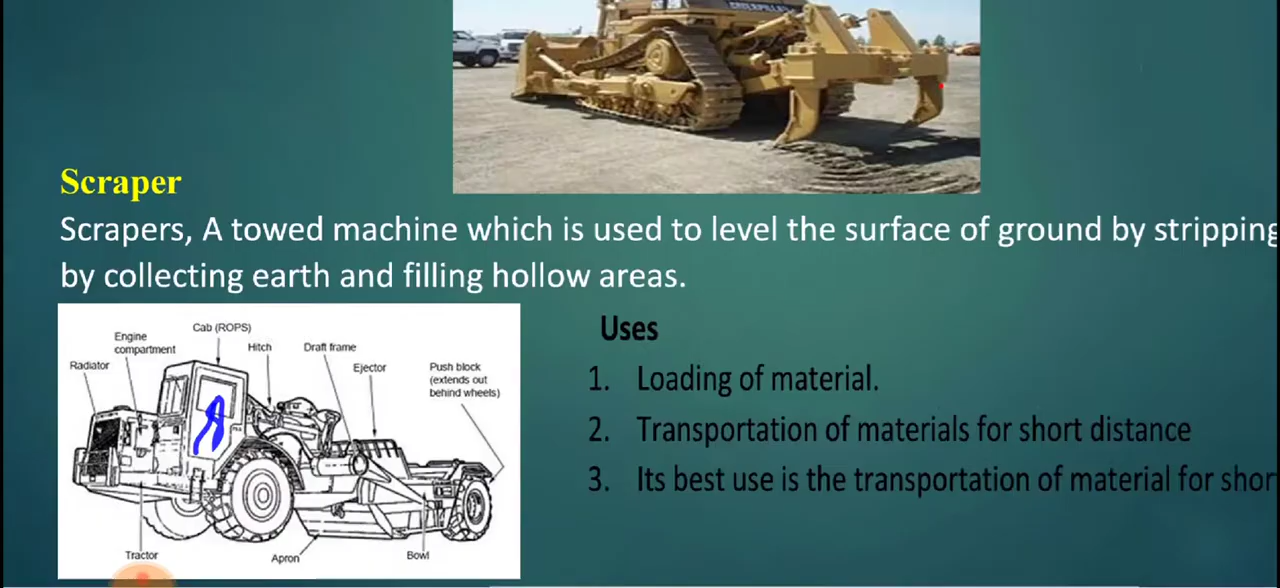 CATERPILLAR
Scraper
Scrapers, A towed machine which is used to level the surface of ground by stripping
by collecting earth and filling hollow areas.
Cab (ROPS)
Engine
compartment
Hitch
Draft frame
Radiator
Ejector
Push block
(extends out
behind wheels)
Tractor
Apron
Bowl
Uses
1. Loading of material.
2. Transportation of materials for short distance
3. Its best use is the transportation of material for shor